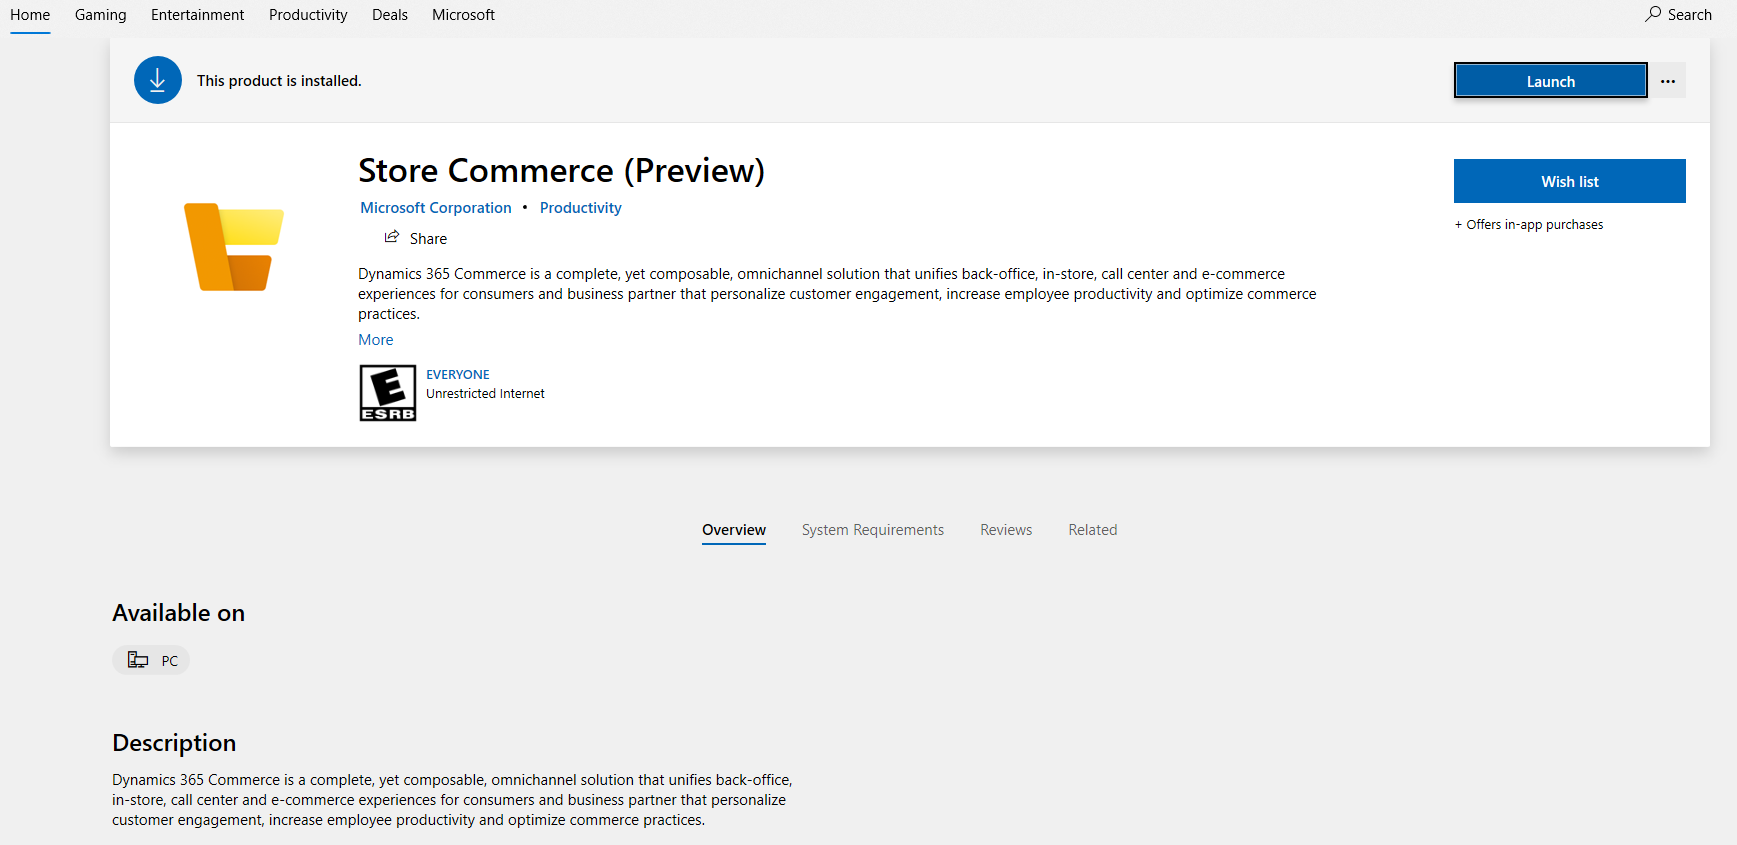 Home Gaming Entertainment Productivity Deals Microsoft Search
This product is installed.
Launch ...
Store Commerce (Preview)
Microsoft Corporation • Productivity
Share
Dynamics 365 Commerce is a complete, yet composable, omnichannel solution that unifies back-office, in-store, call center and e-commerce
experiences for consumers and business partner that personalize customer engagement, increase employee productivity and optimize commerce
practices.
More
E
ESRB
EVERYONE
Unrestricted Internet
Wish list
+ Offers in-app purchases
Overview System Requirements Reviews Related
Available on
PC
Description
Dynamics 365 Commerce is a complete, yet composable, omnichannel solution that unifies back-office,
in-store, call center and e-commerce experiences for consumers and business partner that personalize
customer engagement, increase employee productivity and optimize commerce practices.